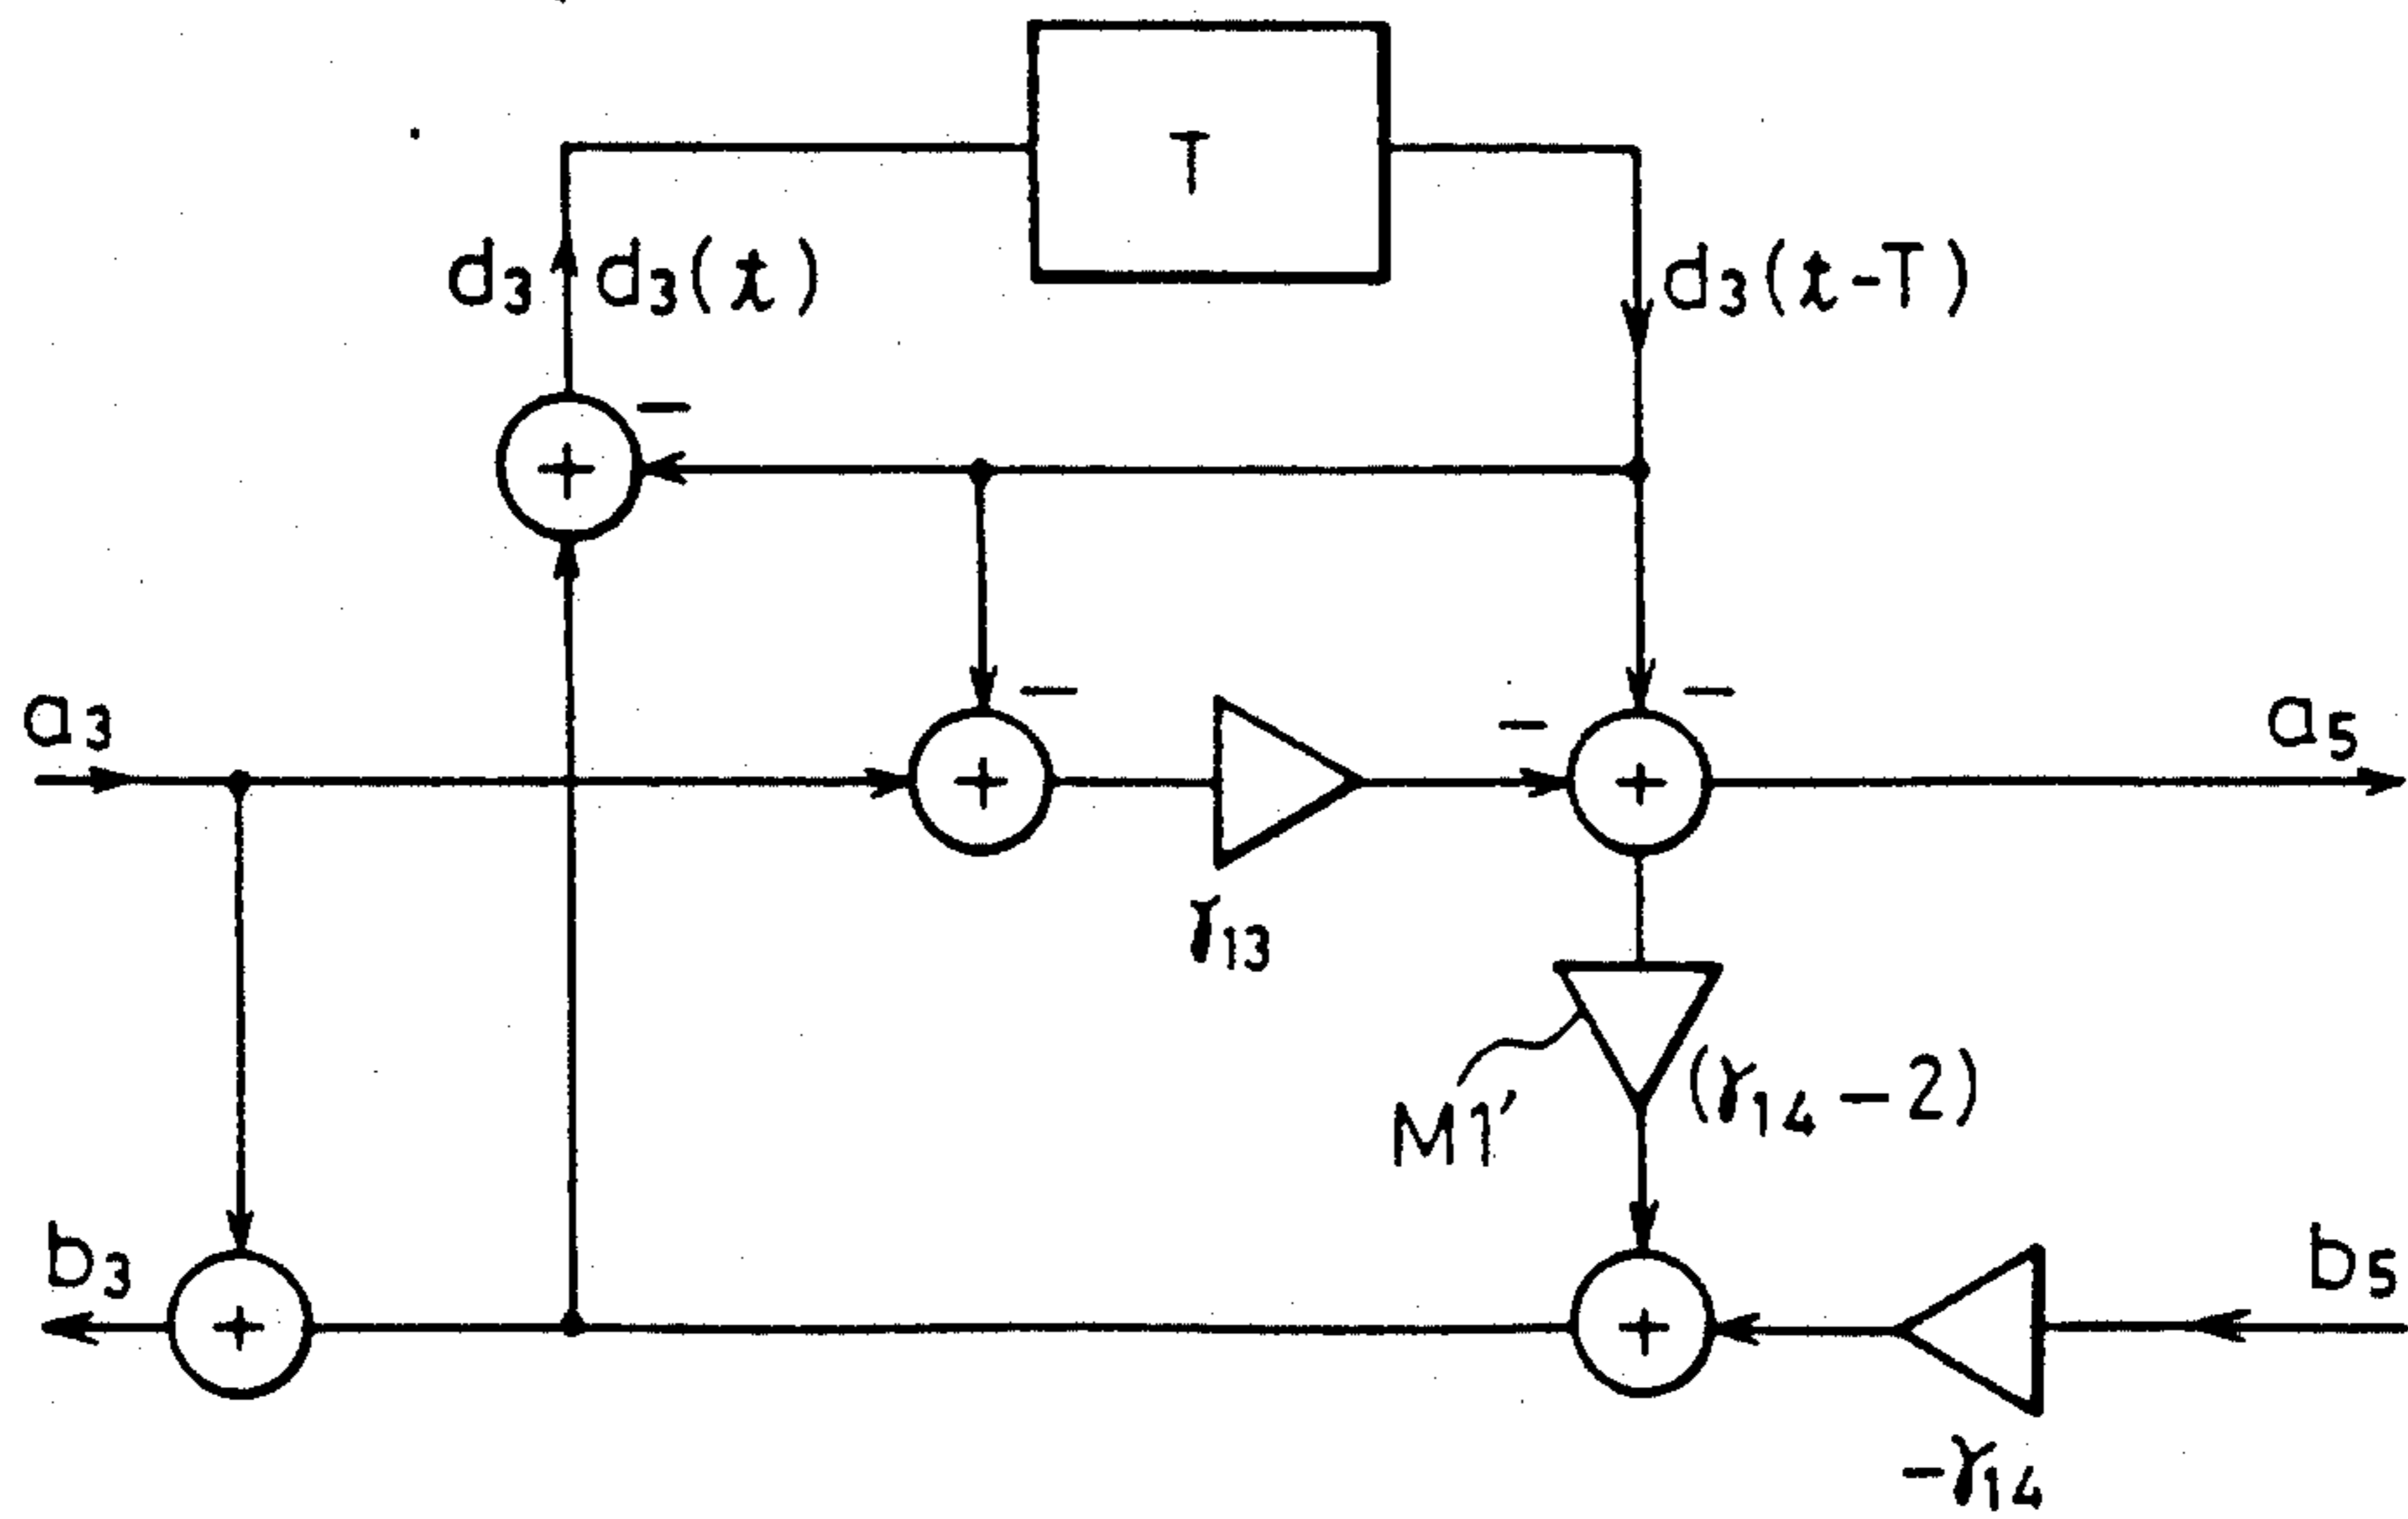 T
d₃ d₃(t)
d₃(t-T)
−
a₃
−
− −
a₅
γ₁₃
M1′
(γ₁₄ − 2)
b₃
b₅
−γ₁₄
+
+
+
+
+